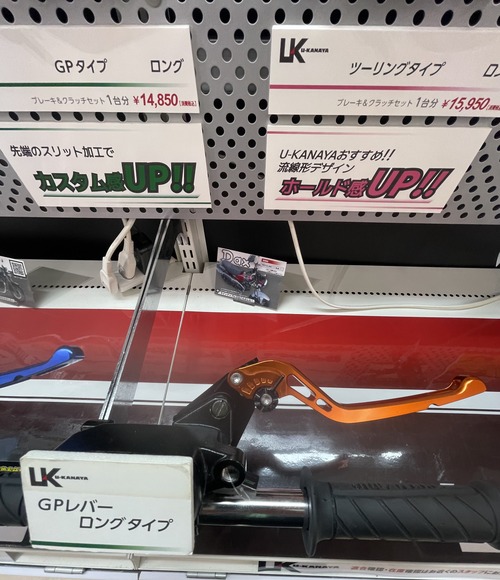 GPタイプ ロング
ブレーキ&クラッチセット 1台分 ¥14,850
先端のスリット加工で
カスタム感UP!!
UK U-KANAYA
ツーリングタイプ
ブレーキ&クラッチセット 1台分 ¥15,950
U-KANAYAおすすめ!!
流線形デザイン
ホールド感UP!!
Dax
UK U-KANAYA
GPレバー
ロングタイプ
U-KANAYA